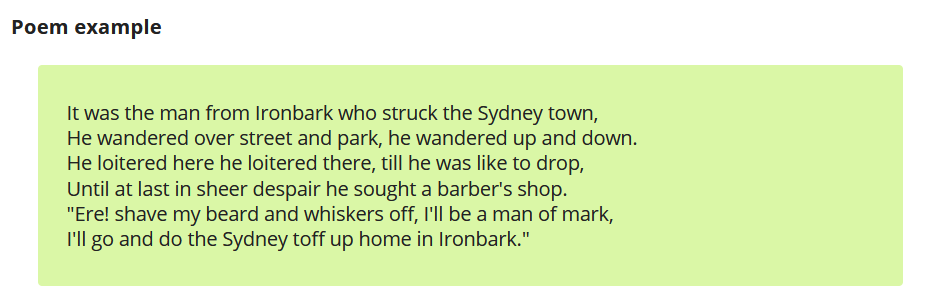 Poem example
It was the man from Ironbark who struck the Sydney town,
He wandered over street and park, he wandered up and down.
He loitered here he loitered there, till he was like to drop,
Until at last in sheer despair he sought a barber's shop.
"Ere! shave my beard and whiskers off, I'll be a man of mark,
I'll go and do the Sydney toff up home in Ironbark."